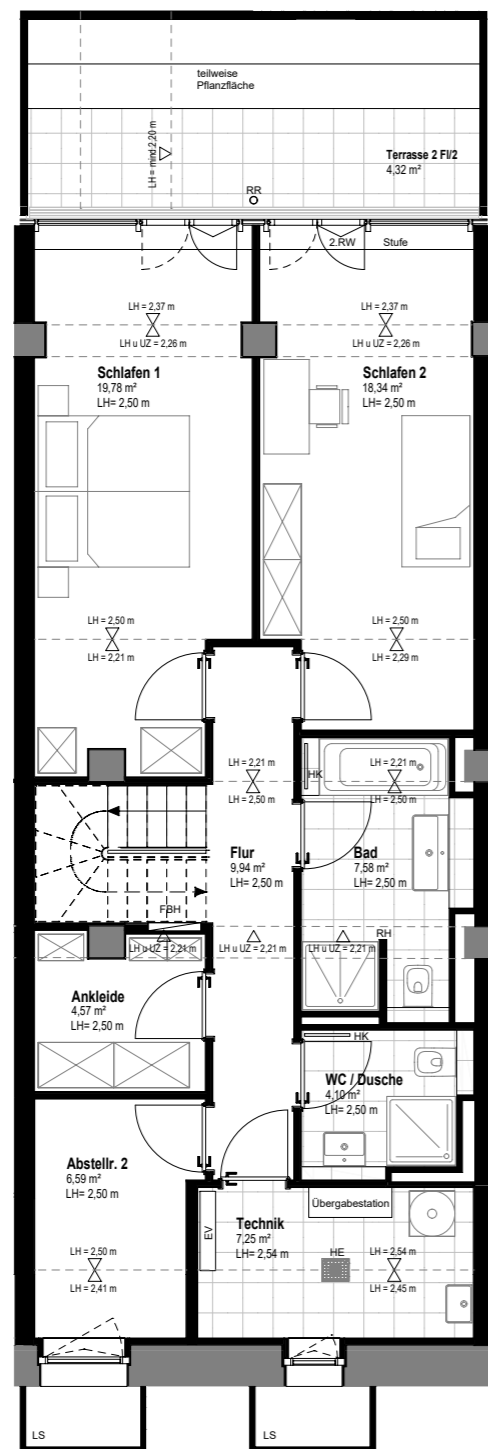 teilweise
Pflanzfläche
LH = mind.2,20 m
Terrasse 2 Fl/2
4,32 m²
RR
2.RW Stufe
LH = 2,37 m
LH u UZ = 2,26 m
LH = 2,37 m
LH u UZ = 2,26 m
Schlafen 1
19,78 m²
LH= 2,50 m
Schlafen 2
18,34 m²
LH= 2,50 m
LH = 2,50 m
LH = 2,21 m
LH = 2,50 m
LH = 2,29 m
LH = 2,21 m
LH = 2,50 m
HK
LH = 2,21 m
LH = 2,50 m
Flur
9,94 m²
LH= 2,50 m
Bad
7,58 m²
LH= 2,50 m
FBH
RH
LH u UZ = 2,21 m
LH u UZ = 2,21 m
LH u UZ = 2,21 m
Ankleide
4,57 m²
LH= 2,50 m
HK
WC / Dusche
4,10 m²
LH= 2,50 m
Abstellr. 2
6,59 m²
LH= 2,50 m
Übergabestation
EV
Technik
7,25 m²
LH= 2,54 m
HE
LH = 2,50 m
LH = 2,41 m
LH = 2,54 m
LH = 2,45 m
LS
LS